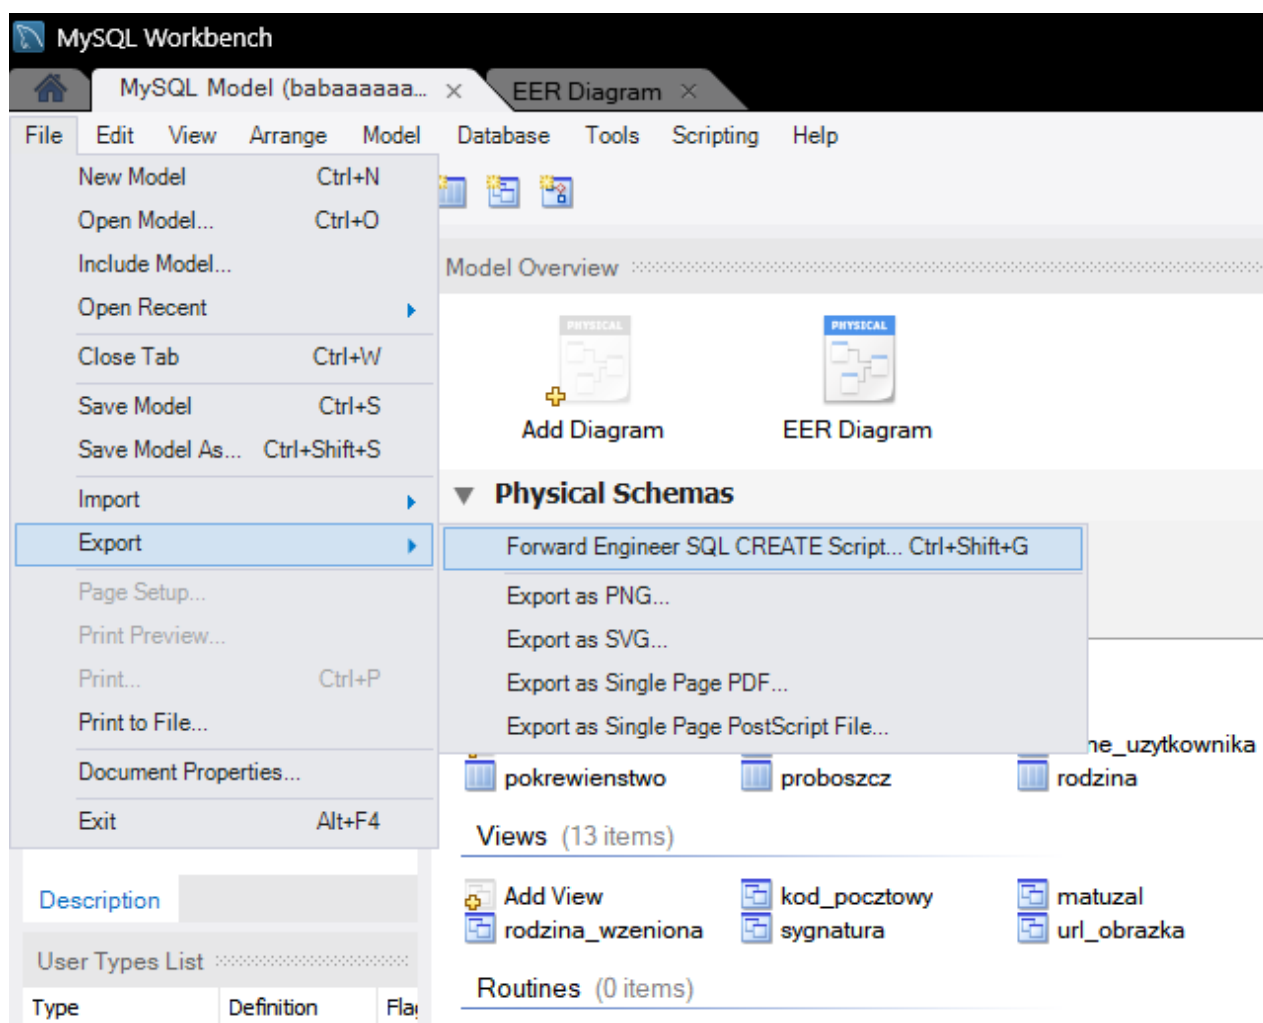 MySQL Workbench
MySQL Model (babaaaaaa... × EER Diagram ×
File Edit View Arrange Model Database Tools Scripting Help
New Model Ctrl+N
Open Model... Ctrl+O
Include Model...
Open Recent
Close Tab Ctrl+W
Save Model Ctrl+S
Save Model As... Ctrl+Shift+S
Import
Export
Page Setup...
Print Preview...
Print... Ctrl+P
Print to File...
Document Properties...
Exit Alt+F4
Forward Engineer SQL CREATE Script... Ctrl+Shift+G
Export as PNG...
Export as SVG...
Export as Single Page PDF...
Export as Single Page PostScript File...
Model Overview
PHYSICAL PHYSICAL
Add Diagram EER Diagram
Physical Schemas
ne_uzytkownika
pokrewienstwo proboszcz rodzina
Views (13 items)
Add View kod_pocztowy matuzal
rodzina_wzeniona sygnatura url_obrazka
Routines (0 items)
Description
User Types List
Type Definition Flag